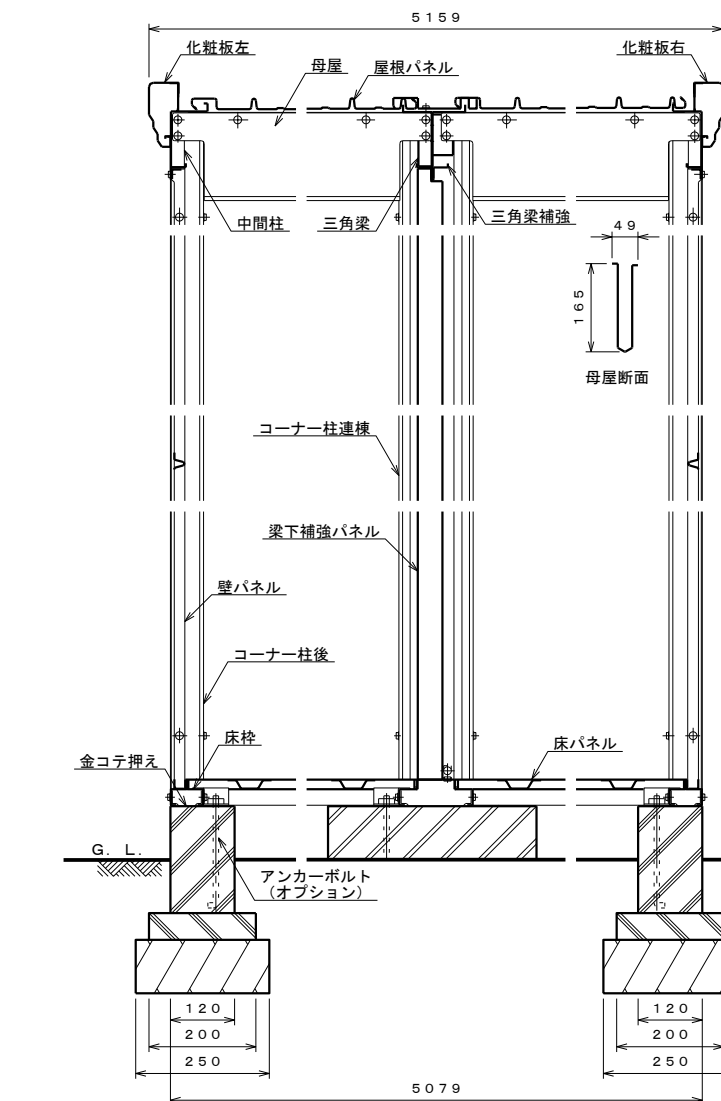 ５１５９
化粧板左
化粧板右
母屋
屋根パネル
中間柱
三角梁
三角梁補強
４９
１６５
母屋断面
コーナー柱連棟
梁下補強パネル
壁パネル
コーナー柱後
床枠
床パネル
金コテ押え
Ｇ．Ｌ．
アンカーボルト
（オプション）
１２０
１２０
２００
２００
２５０
２５０
５０７９